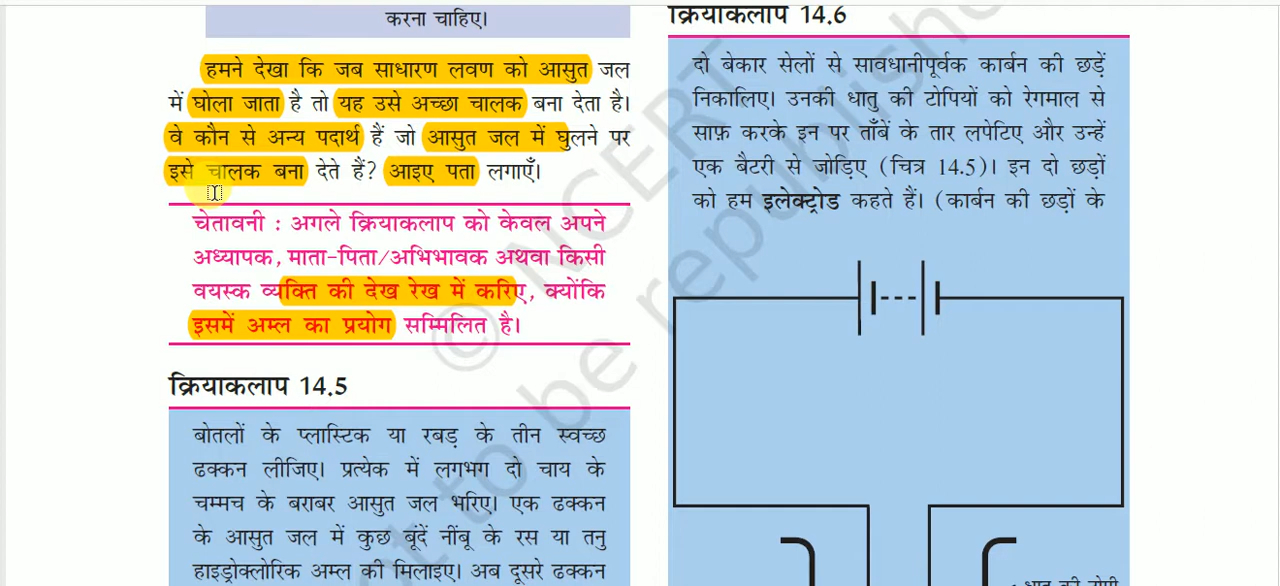 करना चाहिए।
हमने देखा कि जब साधारण लवण को आसुत जल
में घोला जाता है तो यह उसे अच्छा चालक बना देता है।
वे कौन से अन्य पदार्थ हैं जो आसुत जल में घुलने पर
इसे चालक बना देते हैं? आइए पता लगाएँ।
चेतावनी : अगले क्रियाकलाप को केवल अपने
अध्यापक, माता-पिता/अभिभावक अथवा किसी
वयस्क व्यक्ति की देख रेख में करिए, क्योंकि
इसमें अम्ल का प्रयोग सम्मिलित है।
क्रियाकलाप 14.5
बोतलों के प्लास्टिक या रबड़ के तीन स्वच्छ
ढक्कन लीजिए। प्रत्येक में लगभग दो चाय के
चम्मच के बराबर आसुत जल भरिए। एक ढक्कन
के आसुत जल में कुछ बूंदें नींबू के रस या तनु
हाइड्रोक्लोरिक अम्ल की मिलाइए। अब दूसरे ढक्कन
क्रियाकलाप 14.6
दो बेकार सेलों से सावधानीपूर्वक कार्बन की छड़ें
निकालिए। उनकी धातु की टोपियों को रेगमाल से
साफ़ करके इन पर ताँबें के तार लपेटिए और उन्हें
एक बैटरी से जोड़िए (चित्र 14.5)। इन दो छड़ों
को हम इलेक्ट्रोड कहते हैं। (कार्बन की छड़ों के
धातु की टोपी
© NCERT
not to be republished